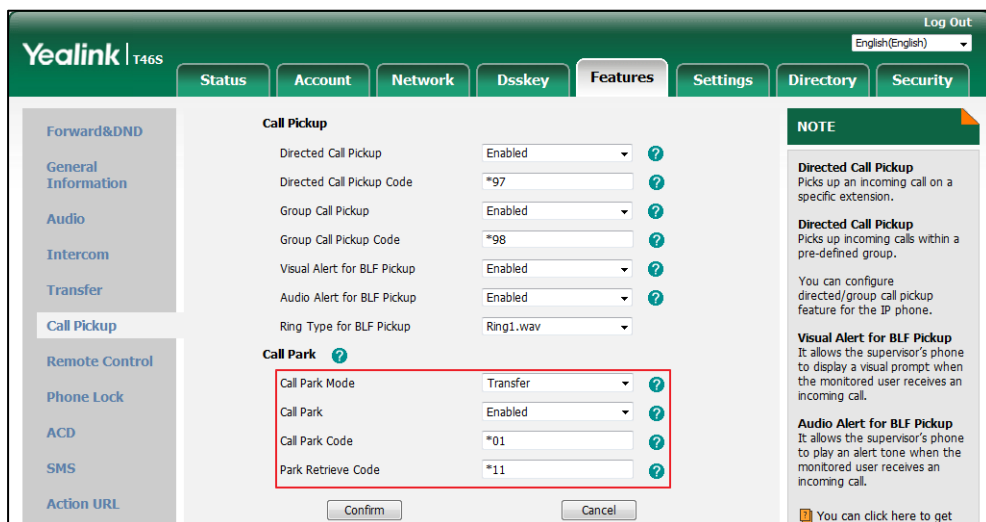 Log Out
English(English)
Yealink | T46S
Status Account Network Dsskey Features Settings Directory Security
Forward&DND
General
Information
Audio
Intercom
Transfer
Call Pickup
Remote Control
Phone Lock
ACD
SMS
Action URL
Call Pickup
Directed Call Pickup Enabled ?
Directed Call Pickup Code *97 ?
Group Call Pickup Enabled ?
Group Call Pickup Code *98 ?
Visual Alert for BLF Pickup Enabled ?
Audio Alert for BLF Pickup Enabled ?
Ring Type for BLF Pickup Ring1.wav
Call Park ?
Call Park Mode Transfer ?
Call Park Enabled ?
Call Park Code *01 ?
Park Retrieve Code *11 ?
Confirm Cancel
NOTE
Directed Call Pickup
Picks up an incoming call on a
specific extension.
Directed Call Pickup
Picks up incoming calls within a
pre-defined group.
You can configure
directed/group call pickup
feature for the IP phone.
Visual Alert for BLF Pickup
It allows the supervisor's phone
to display a visual prompt when
the monitored user receives an
incoming call.
Audio Alert for BLF Pickup
It allows the supervisor's phone
to play an alert tone when the
monitored user receives an
incoming call.
? You can click here to get